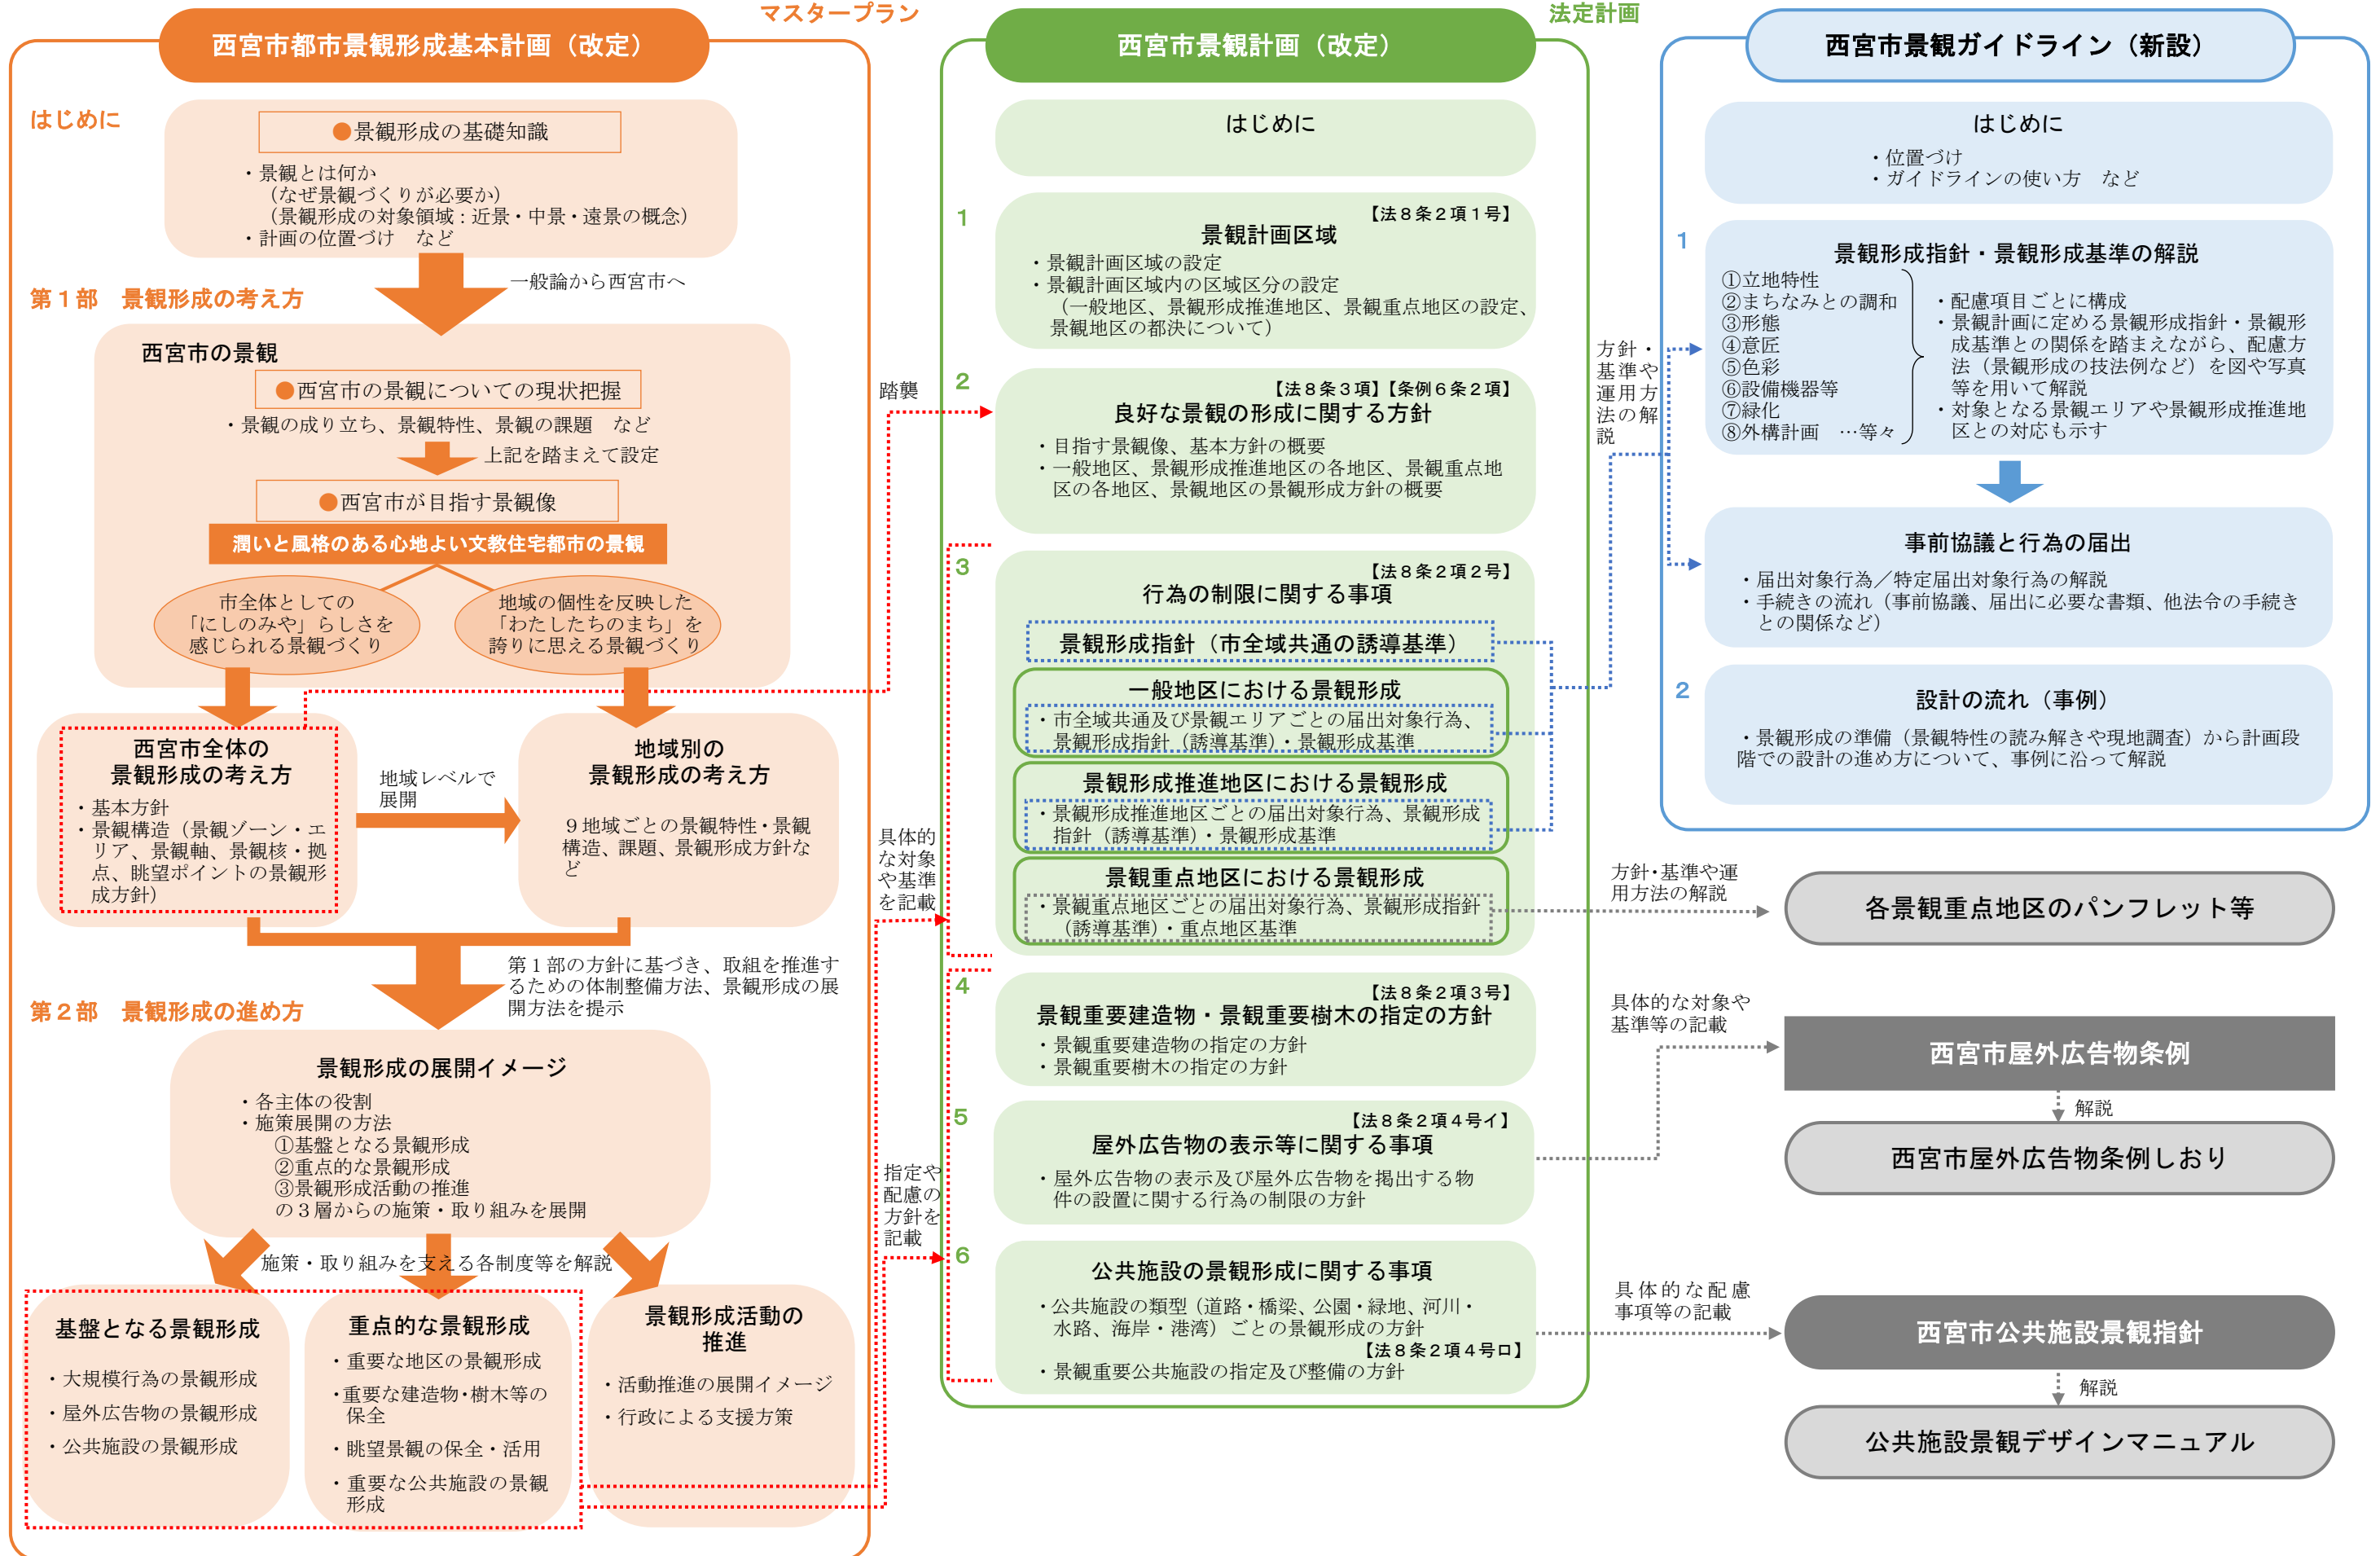 マスタープラン
西宮市都市景観形成基本計画（改定）
はじめに
●景観形成の基礎知識
・景観とは何か
（なぜ景観づくりが必要か）
（景観形成の対象領域：近景・中景・遠景の概念）
・計画の位置づけ　など
一般論から西宮市へ
第１部　景観形成の考え方
西宮市の景観
●西宮市の景観についての現状把握
・景観の成り立ち、景観特性、景観の課題　など
上記を踏まえて設定
●西宮市が目指す景観像
潤いと風格のある心地よい文教住宅都市の景観
市全体としての
「にしのみや」らしさを
感じられる景観づくり
地域の個性を反映した
「わたしたちのまち」を
誇りに思える景観づくり
西宮市全体の
景観形成の考え方
・基本方針
・景観構造（景観ゾーン・エ
リア、景観軸、景観核・拠
点、眺望ポイントの景観形
成方針）
地域レベルで
展開
地域別の
景観形成の考え方
９地域ごとの景観特性・景観
構造、課題、景観形成方針な
ど
第１部の方針に基づき、取組を推進す
るための体制整備方法、景観形成の展
開方法を提示
第２部　景観形成の進め方
景観形成の展開イメージ
・各主体の役割
・施策展開の方法
①基盤となる景観形成
②重点的な景観形成
③景観形成活動の推進
の３層からの施策・取り組みを展開
施策・取り組みを支える各制度等を解説
基盤となる景観形成
・大規模行為の景観形成
・屋外広告物の景観形成
・公共施設の景観形成
重点的な景観形成
・重要な地区の景観形成
・重要な建造物・樹木等の
保全
・眺望景観の保全・活用
・重要な公共施設の景観
形成
景観形成活動の
推進
・活動推進の展開イメージ
・行政による支援方策
踏襲
具体的
な対象
や基準
を記載
指定や
配慮の
方針を
記載
法定計画
西宮市景観計画（改定）
はじめに
1
【法８条２項１号】
景観計画区域
・景観計画区域の設定
・景観計画区域内の区域区分の設定
（一般地区、景観形成推進地区、景観重点地区の設定、
景観地区の都決について）
2
【法８条３項】【条例６条２項】
良好な景観の形成に関する方針
・目指す景観像、基本方針の概要
・一般地区、景観形成推進地区の各地区、景観重点地
区の各地区、景観地区の景観形成方針の概要
3
【法８条２項２号】
行為の制限に関する事項
景観形成指針（市全域共通の誘導基準）
一般地区における景観形成
・市全域共通及び景観エリアごとの届出対象行為、
景観形成指針（誘導基準）・景観形成基準
景観形成推進地区における景観形成
・景観形成推進地区ごとの届出対象行為、景観形成
指針（誘導基準）・景観形成基準
景観重点地区における景観形成
・景観重点地区ごとの届出対象行為、景観形成指針
（誘導基準）・重点地区基準
4
【法８条２項３号】
景観重要建造物・景観重要樹木の指定の方針
・景観重要建造物の指定の方針
・景観重要樹木の指定の方針
5
【法８条２項４号イ】
屋外広告物の表示等に関する事項
・屋外広告物の表示及び屋外広告物を掲出する物
件の設置に関する行為の制限の方針
6
公共施設の景観形成に関する事項
・公共施設の類型（道路・橋梁、公園・緑地、河川・
水路、海岸・港湾）ごとの景観形成の方針
【法８条２項４号ロ】
・景観重要公共施設の指定及び整備の方針
方針・
基準や
運用方
法の解
説
西宮市景観ガイドライン（新設）
はじめに
・位置づけ
・ガイドラインの使い方　など
1
景観形成指針・景観形成基準の解説
①立地特性
②まちなみとの調和
③形態
④意匠
⑤色彩
⑥設備機器等
⑦緑化
⑧外構計画　…等々
・配慮項目ごとに構成
・景観計画に定める景観形成指針・景観形
成基準との関係を踏まえながら、配慮方
法（景観形成の技法例など）を図や写真
等を用いて解説
・対象となる景観エリアや景観形成推進地
区との対応も示す
事前協議と行為の届出
・届出対象行為／特定届出対象行為の解説
・手続きの流れ（事前協議、届出に必要な書類、他法令の手続き
との関係など）
2
設計の流れ（事例）
・景観形成の準備（景観特性の読み解きや現地調査）から計画段
階での設計の進め方について、事例に沿って解説
方針・基準や運
用方法の解説
各景観重点地区のパンフレット等
具体的な対象や
基準等の記載
西宮市屋外広告物条例
解説
西宮市屋外広告物条例しおり
具体的な配慮
事項等の記載
西宮市公共施設景観指針
解説
公共施設景観デザインマニュアル